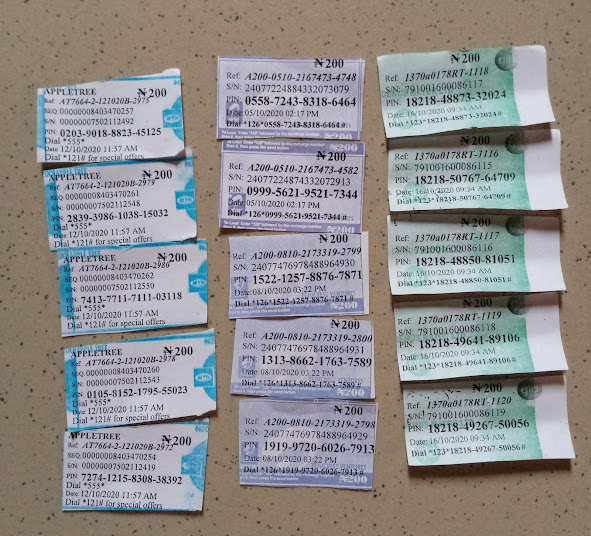 APPLETREE ₦200
Ref: AT7664-2-121020B-2975
SEQ 00000008403470257
S/N: 00000007502112492
PIN: 0203-9018-8823-45125
Dial *555*
Date 12/10/2020 11:57 AM
Dial *121# for special offers
APPLETREE ₦200
Ref: AT7664-2-121020B-2979
SEQ 00000008403470261
S/N: 00000007502112548
PIN: 2839-3986-1038-15032
Dial *555*
Date 12/10/2020 11:57 AM
Dial *121# for special offers
APPLETREE ₦200
Ref: AT7664-2-121020B-2980
SEQ 00000008403470262
S/N: 00000007502112550
PIN: 7413-7711-7111-03118
Dial *555*
Date 12/10/2020 11:57 AM
Dial *121# for special offers
APPLETREE ₦200
Ref: AT7664-2-121020B-2978
SEQ 00000008403470260
S/N: 00000007502112543
PIN: 0105-8152-1795-55023
Dial *555*
Date 12/10/2020 11:57 AM
Dial *121# for special offers
MTN
APPLETREE ₦200
Ref: AT7664-2-121020B-2972
SEQ 00000008403470254
S/N: 00000007502112419
PIN: 7274-1215-8308-38392
Dial *555*
Date 12/10/2020 11:57 AM
Dial *121# for special offers
₦200
Ref: A200-0510-2167473-4748
S/N: 24077224884332073079
PIN: 0558-7243-8318-6464
Date: 05/10/2020 02:17 PM
Dial *126*0558-7243-8318-6464 #
₦200
Ref: A200-0510-2167473-4582
S/N: 24077224873432072913
PIN: 0999-5621-9521-7344
Date: 05/10/2020 02:17 PM
Dial *126*0999-5621-9521-7344 #
₦200
Ref: A200-0810-2173319-2799
S/N: 24077476978488964930
PIN: 1522-1257-8876-7871
Date: 08/10/2020 03:22 PM
Dial *126*1522-1257-8876-7871 #
₦200
Ref: A200-0810-2173319-2800
S/N: 24077476978488964931
PIN: 1313-8662-1763-7589
Date: 08/10/2020 03:22 PM
Dial *126*1313-8662-1763-7589 #
₦200
Ref: A200-0810-2173319-2798
S/N: 24077476978488964929
PIN: 1919-9720-6026-7913
Date: 08/10/2020 03:22 PM
Dial *126*1919-9720-6026-7913 #
₦200
₦200
Ref: 1370a0178RT-1118
S/N: 7910016000086117
PIN: 18218-48873-32024
Date: 16/10/2020 09:34 AM
Dial *123*18218-48873-32024 #
₦200
Ref: 1370a0178RT-1116
S/N: 791001600086115
PIN: 18218-50767-64709
Date: 16/10/2020 09:34 AM
Dial *123*18218-50767-64709 #
₦200
Ref: 1370a0178RT-1117
S/N: 791001600086116
PIN: 18218-48850-81051
Date: 16/10/2020 09:34 AM
Dial *123*18218-48850-81051 #
₦200
Ref: 1370a0178RT-1119
S/N: 791001600086118
PIN: 18218-49641-89106
Date: 16/10/2020 09:34 AM
Dial *123*18218-49641-89106 #
₦200
Ref: 1370a0178RT-1120
S/N: 791001600086119
PIN: 18218-49267-50056
Date: 16/10/2020 09:34 AM
Dial *123*18218-49267-50056 #